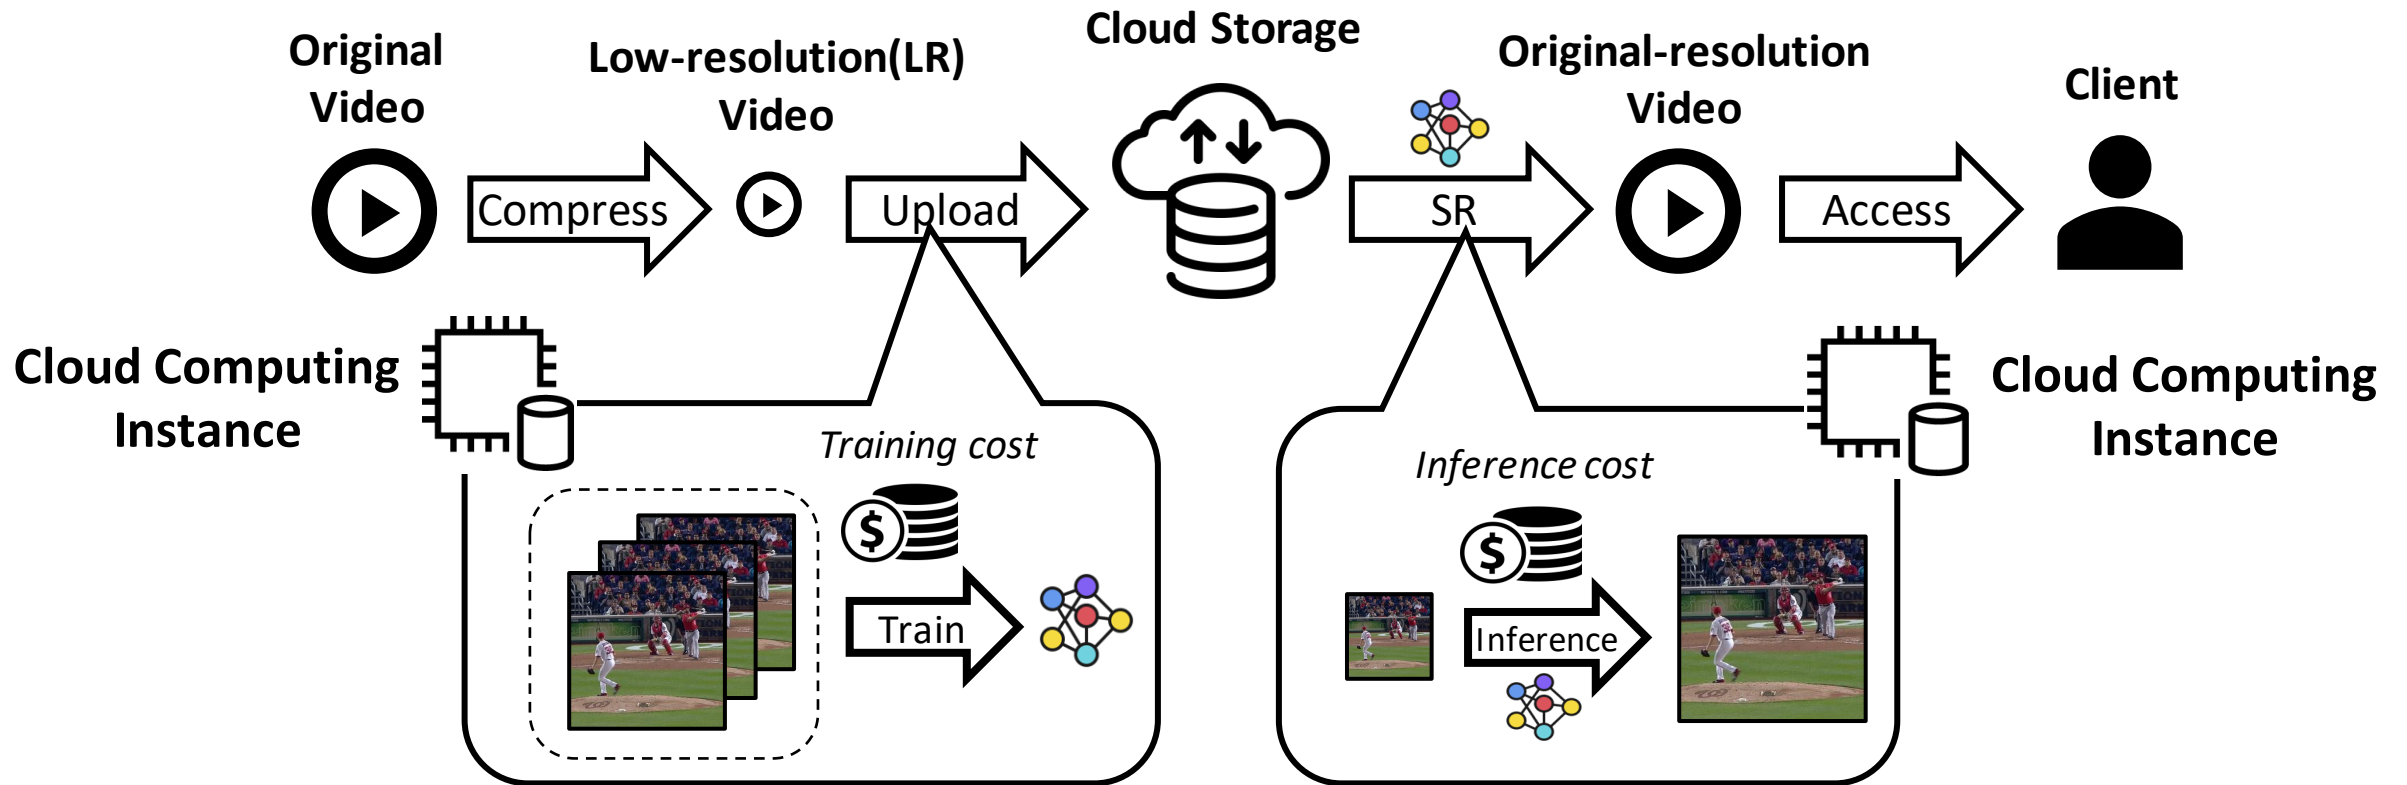 Original
Video
Low-resolution(LR)
Video
Cloud Storage
Original-resolution
Video
Client
Compress
Upload
SR
Access
Cloud Computing
Instance
Training cost
$
Train
Cloud Computing
Instance
Inference cost
$
Inference